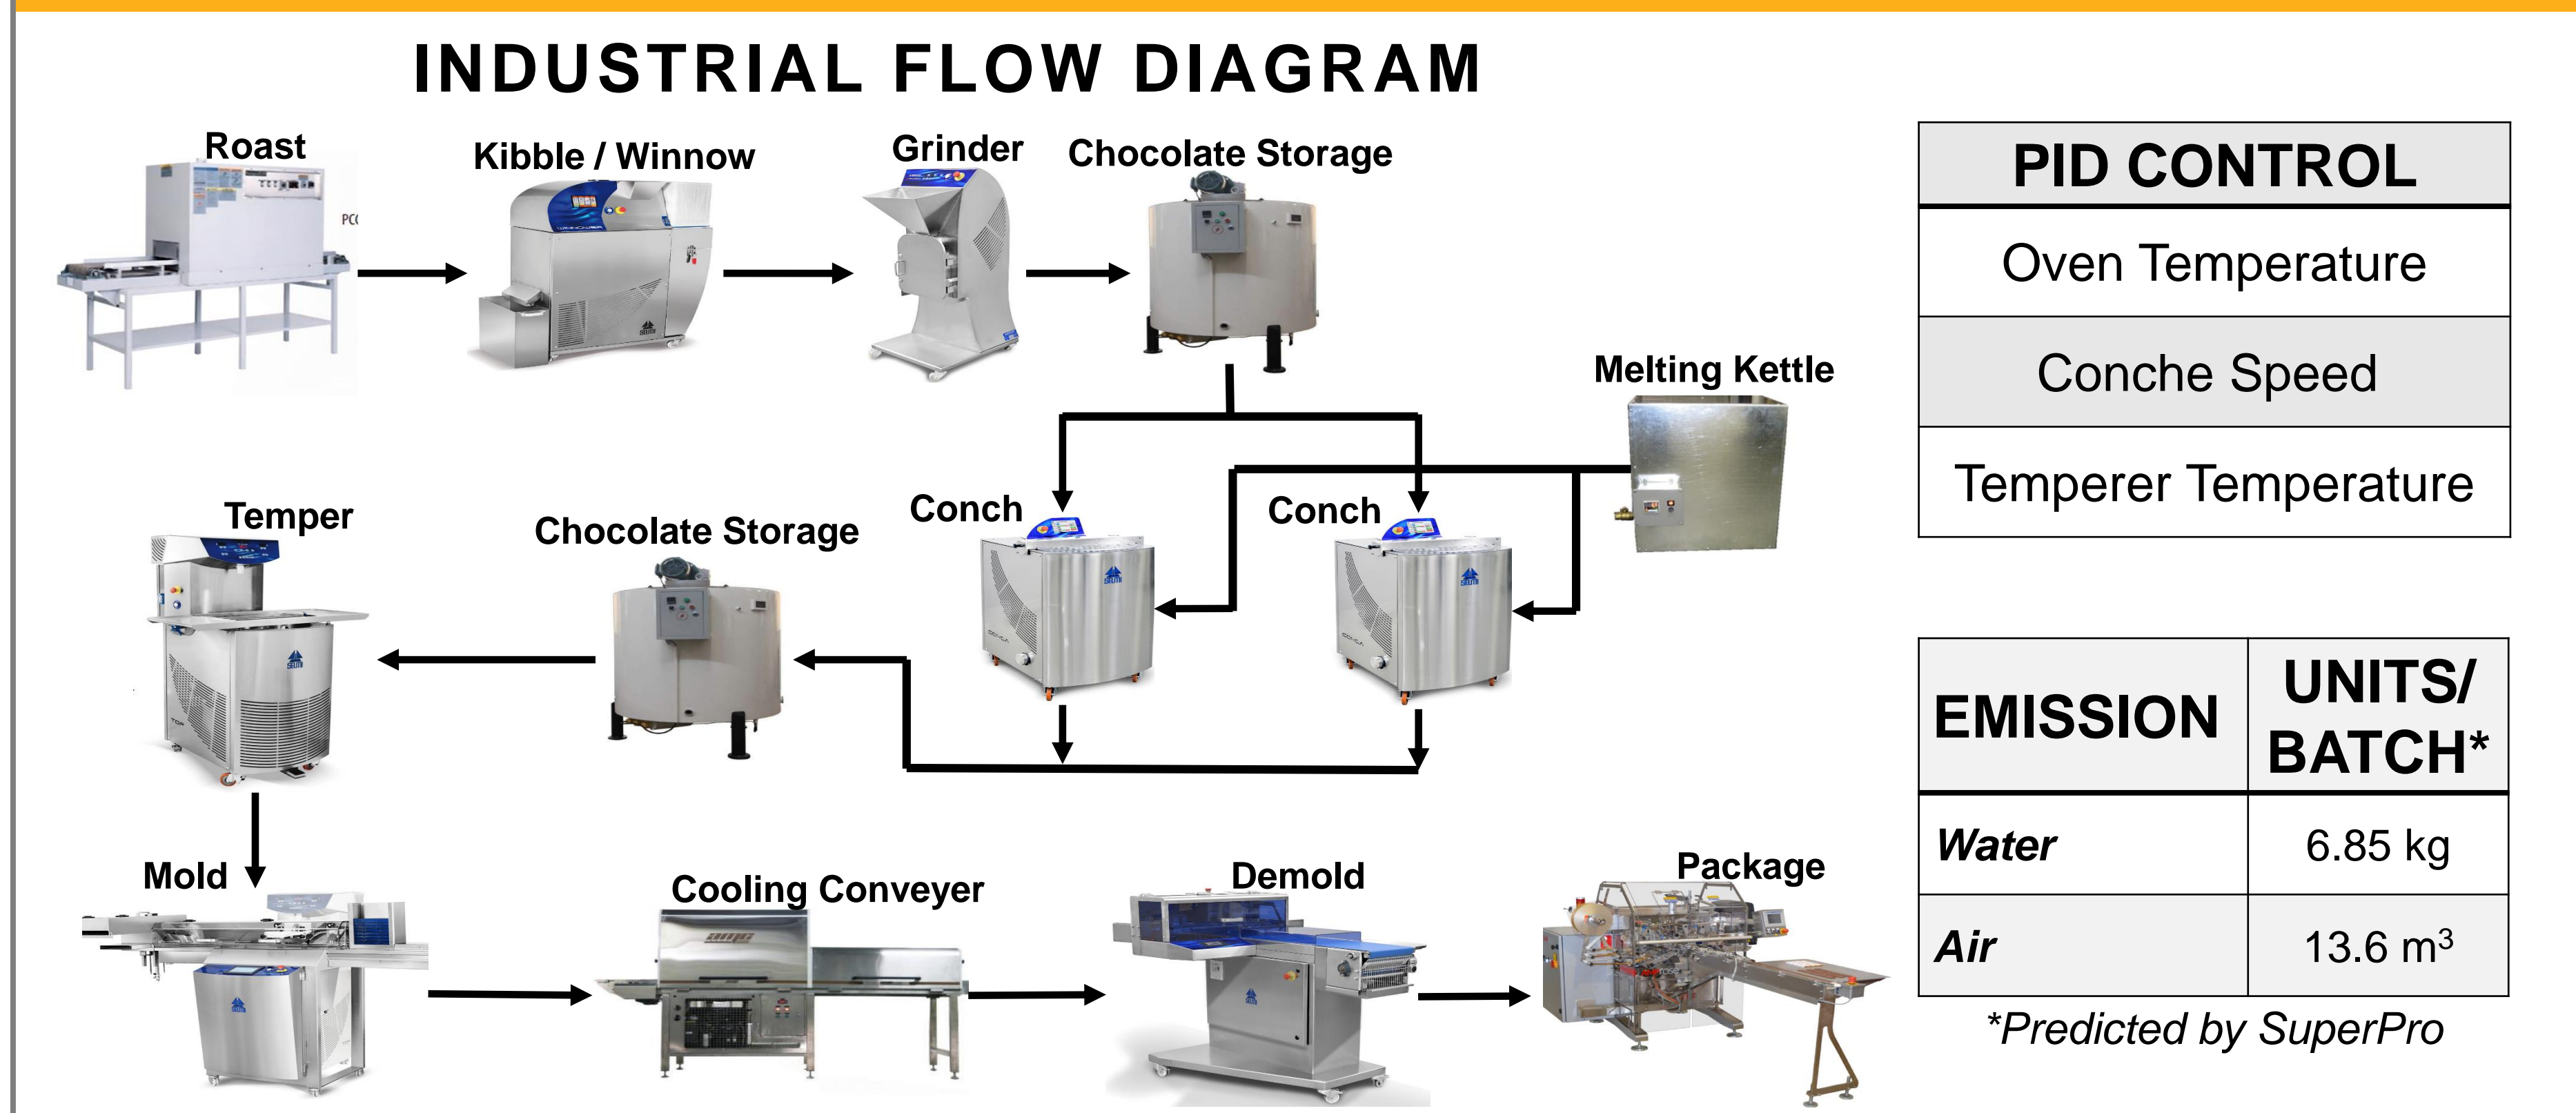 INDUSTRIAL FLOW DIAGRAM
Roast
Kibble / Winnow
Grinder
Chocolate Storage
Melting Kettle
Temper
Chocolate Storage
Conch
Conch
Mold
Cooling Conveyer
Demold
Package
PID CONTROL
Oven Temperature
Conche Speed
Temperer Temperature
EMISSION
UNITS/
BATCH*
Water
6.85 kg
Air
13.6 m³
*Predicted by SuperPro